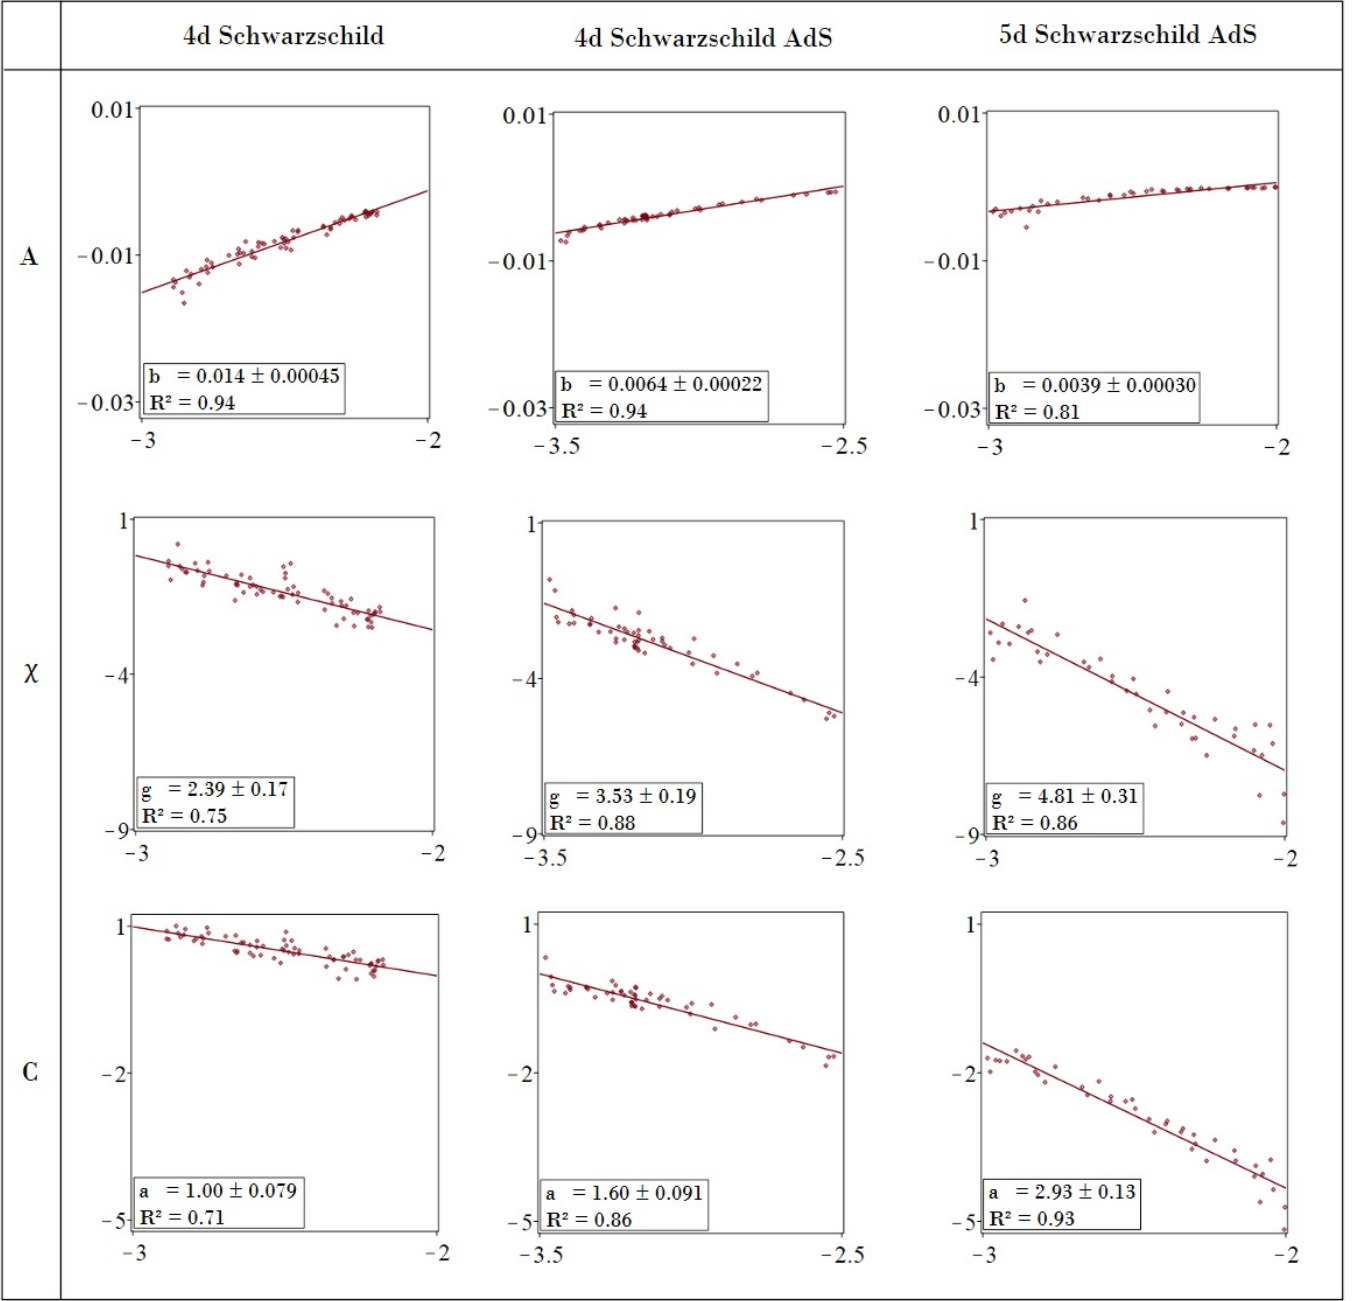 4d Schwarzschild 4d Schwarzschild AdS 5d Schwarzschild AdS
A
0.01
-0.01
-0.03
b = 0.014 ± 0.00045
R² = 0.94
-3 -2
0.01
-0.01
-0.03
b = 0.0064 ± 0.00022
R² = 0.94
-3.5 -2.5
0.01
-0.01
-0.03
b = 0.0039 ± 0.00030
R² = 0.81
-3 -2
χ
1
-4
-9
g = 2.39 ± 0.17
R² = 0.75
-3 -2
1
-4
-9
g = 3.53 ± 0.19
R² = 0.88
-3.5 -2.5
1
-4
-9
g = 4.81 ± 0.31
R² = 0.86
-3 -2
C
1
-2
-5
a = 1.00 ± 0.079
R² = 0.71
-3 -2
1
-2
-5
a = 1.60 ± 0.091
R² = 0.86
-3.5 -2.5
1
-2
-5
a = 2.93 ± 0.13
R² = 0.93
-3 -2